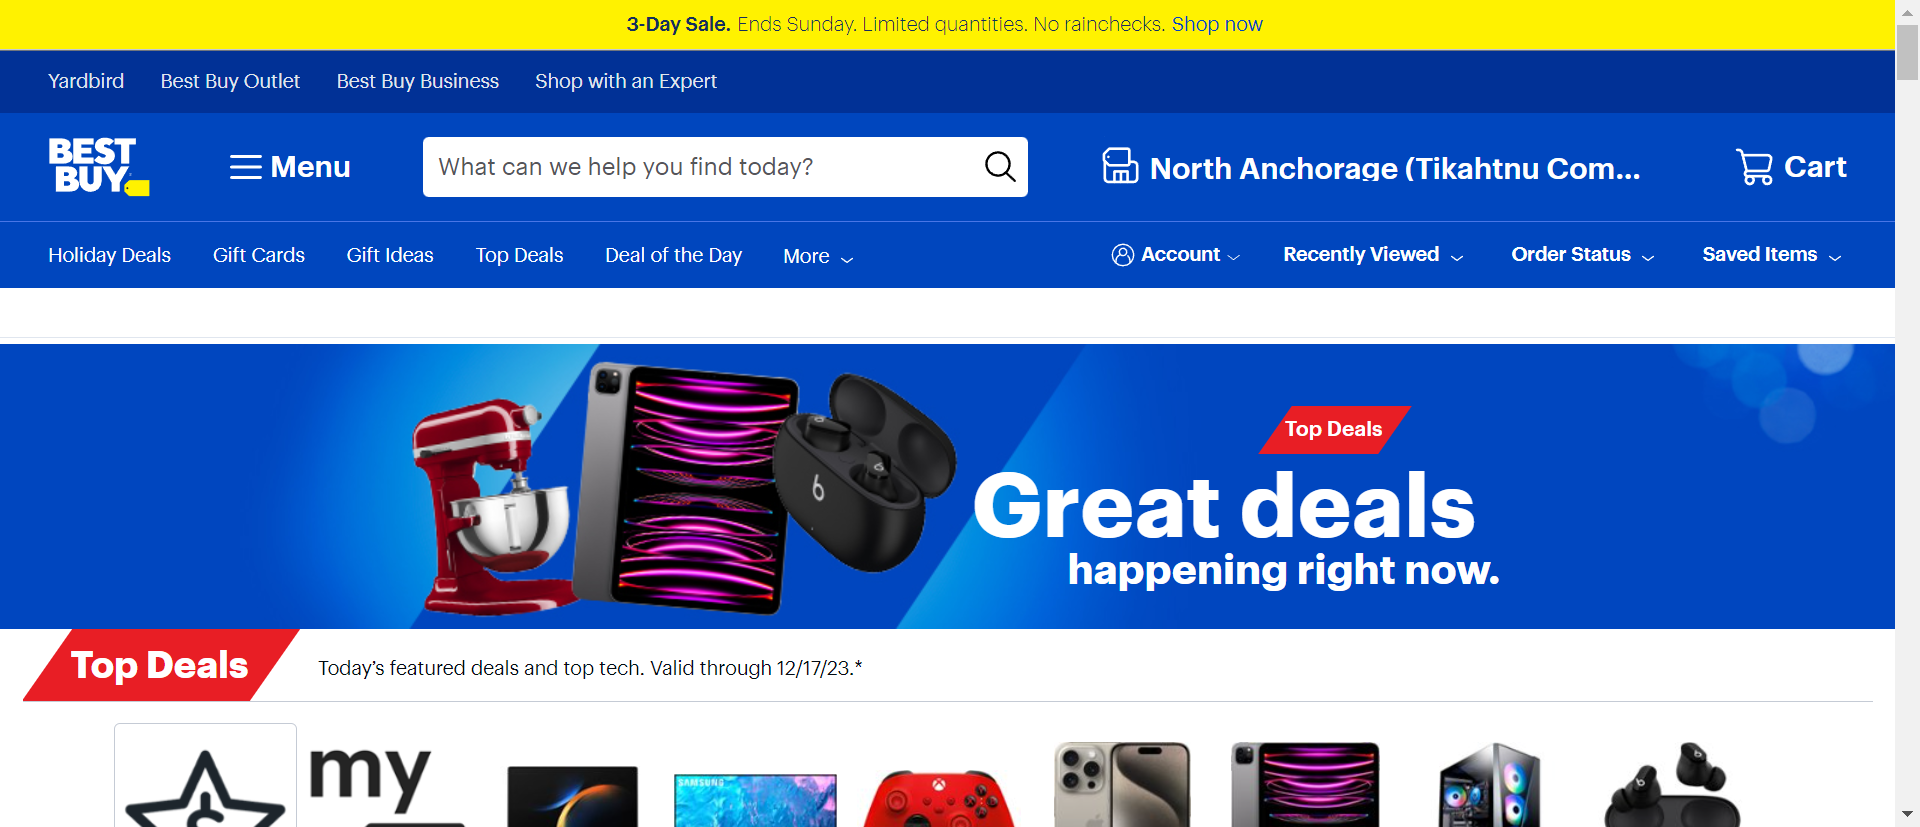 3-Day Sale. Ends Sunday. Limited quantities. No rainchecks. Shop now
Yardbird Best Buy Outlet Best Buy Business Shop with an Expert
BEST
BUY
Menu
What can we help you find today?
North Anchorage (Tikahtnu Com...
Cart
Holiday Deals Gift Cards Gift Ideas Top Deals Deal of the Day More Account Recently Viewed Order Status Saved Items
Top Deals
Great deals
happening right now.
Top Deals
Today's featured deals and top tech. Valid through 12/17/23.*
my
SAMSUNG